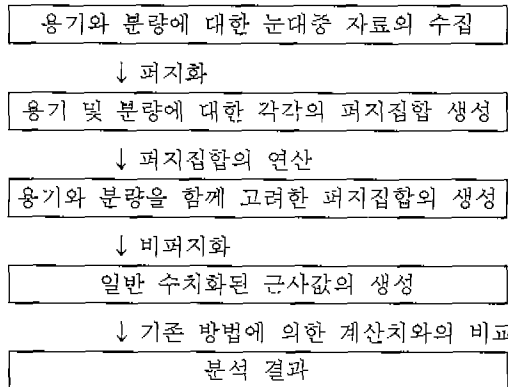 용기와 분량에 대한 눈대중 자료의 수집
↓ 퍼지화
용기 및 분량에 대한 각각의 퍼지집합 생성
↓ 퍼지집합의 연산
용기와 분량을 함께 고려한 퍼지집합의 생성
↓ 비퍼지화
일반 수치화된 근사값의 생성
↓ 기존 방법에 의한 계산치와의 비교
분석 결과